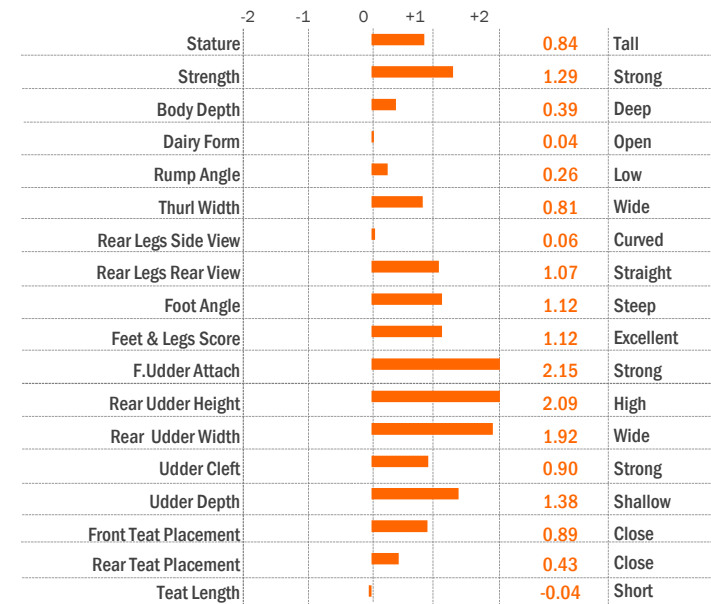 -2 -1 0 +1 +2
Stature 0.84 Tall
Strength 1.29 Strong
Body Depth 0.39 Deep
Dairy Form 0.04 Open
Rump Angle 0.26 Low
Thurl Width 0.81 Wide
Rear Legs Side View 0.06 Curved
Rear Legs Rear View 1.07 Straight
Foot Angle 1.12 Steep
Feet & Legs Score 1.12 Excellent
F.Udder Attach 2.15 Strong
Rear Udder Height 2.09 High
Rear Udder Width 1.92 Wide
Udder Cleft 0.90 Strong
Udder Depth 1.38 Shallow
Front Teat Placement 0.89 Close
Rear Teat Placement 0.43 Close
Teat Length -0.04 Short